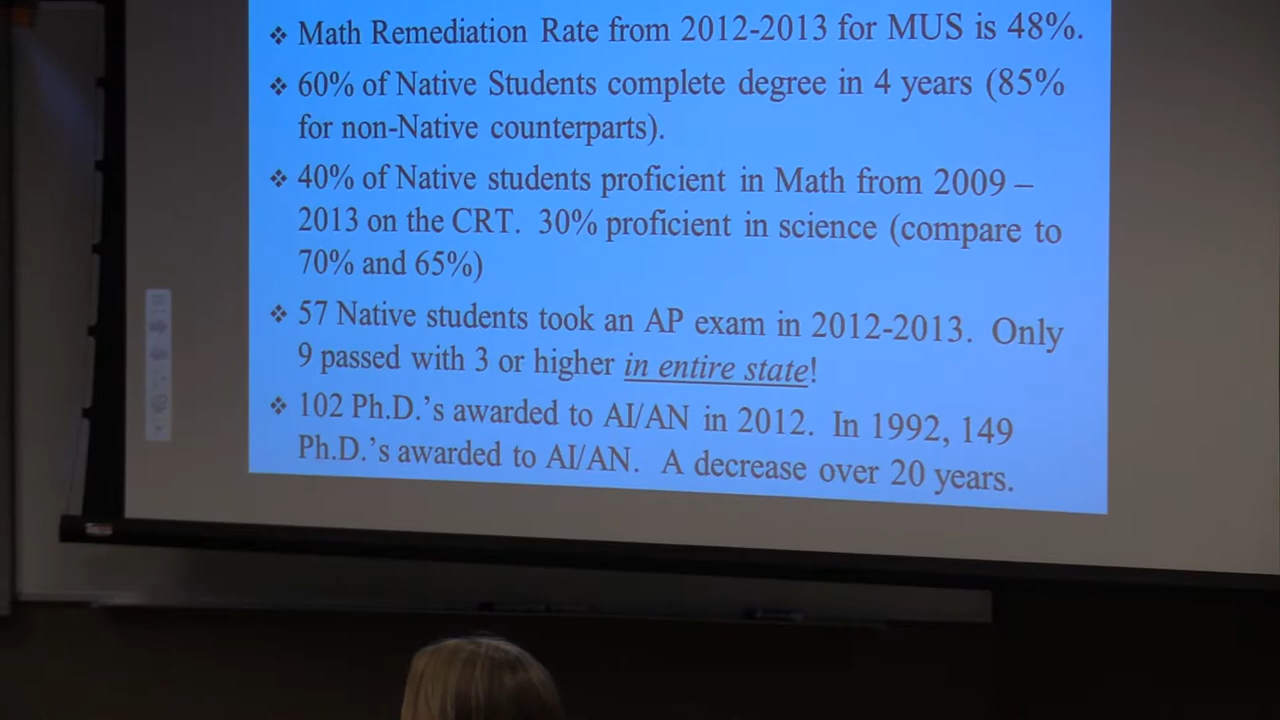 ❖ Math Remediation Rate from 2012-2013 for MUS is 48%.
❖ 60% of Native Students complete degree in 4 years (85%
for non-Native counterparts).
❖ 40% of Native students proficient in Math from 2009 –
2013 on the CRT.  30% proficient in science (compare to
70% and 65%)
❖ 57 Native students took an AP exam in 2012-2013.  Only
9 passed with 3 or higher in entire state!
❖ 102 Ph.D.’s awarded to AI/AN in 2012.  In 1992, 149
Ph.D.’s awarded to AI/AN.  A decrease over 20 years.